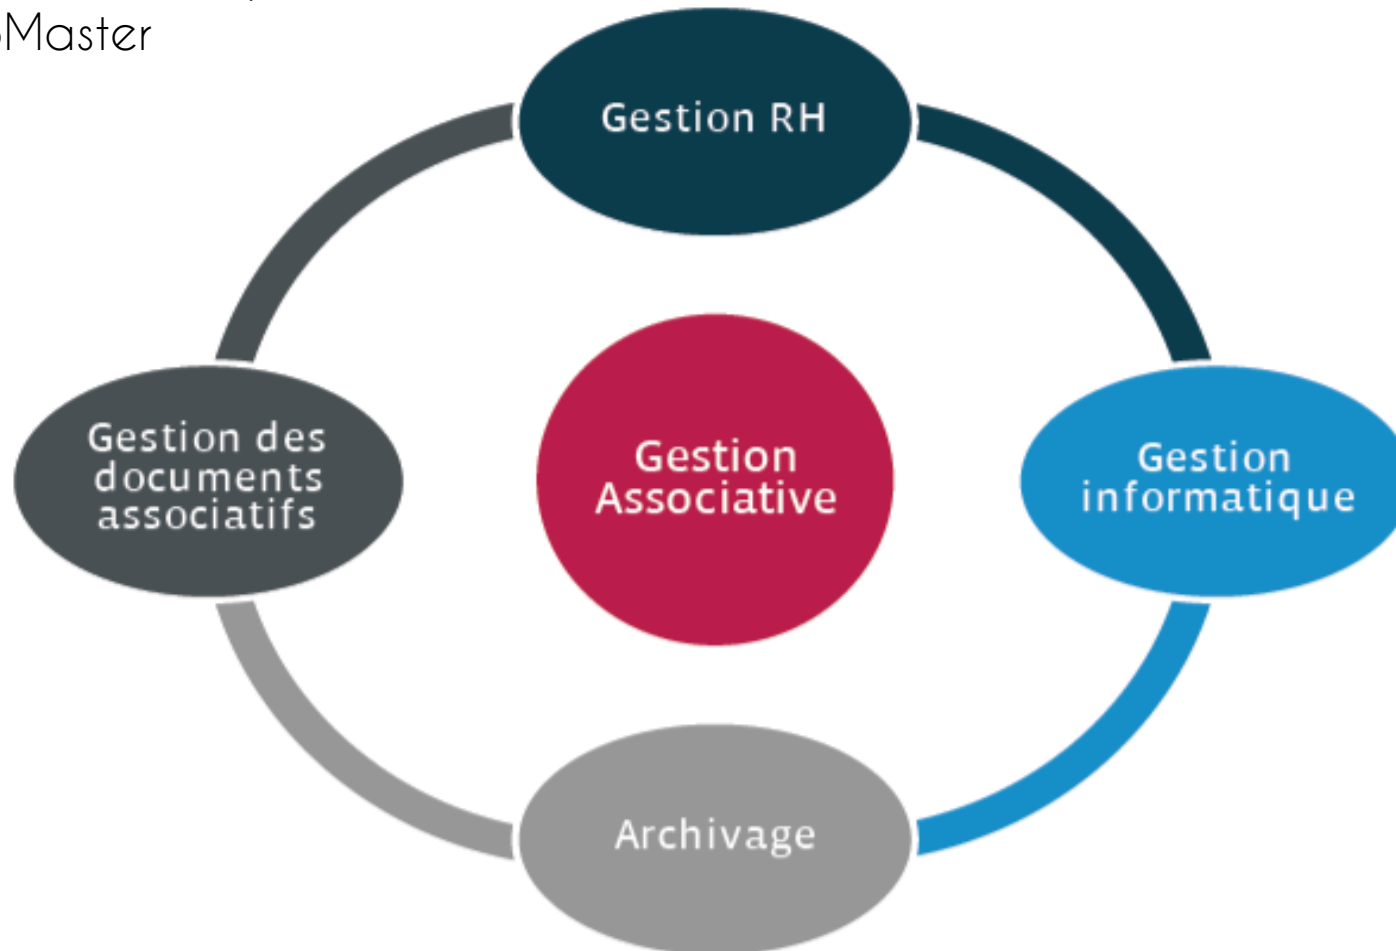 Master
Gestion RH
Gestion des
documents
associatifs
Gestion
Associative
Gestion
informatique
Archivage